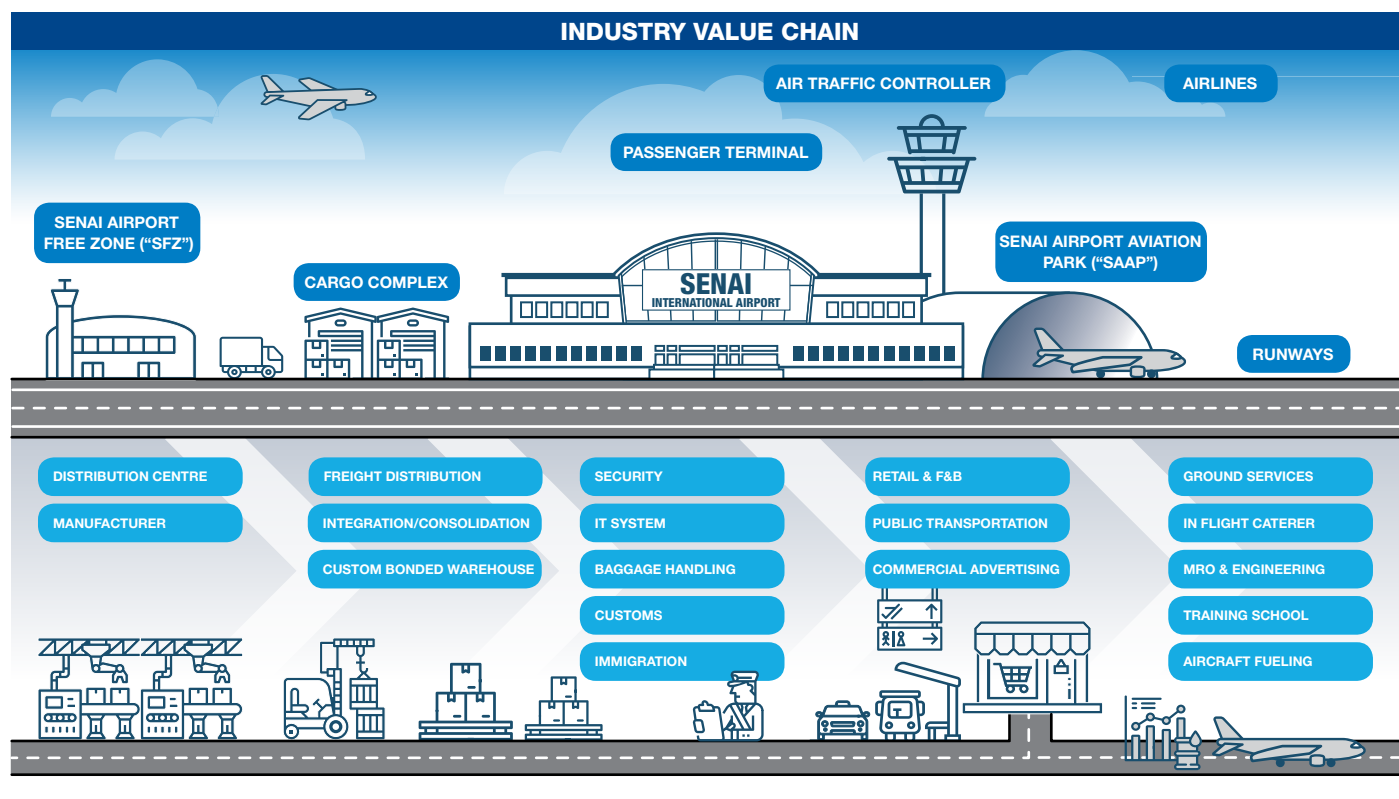 INDUSTRY VALUE CHAIN
AIR TRAFFIC CONTROLLER
AIRLINES
PASSENGER TERMINAL
SENAI AIRPORT
FREE ZONE (“SFZ”)
SENAI AIRPORT AVIATION
PARK (“SAAP”)
CARGO COMPLEX
SENAI
INTERNATIONAL AIRPORT
RUNWAYS
DISTRIBUTION CENTRE
MANUFACTURER
FREIGHT DISTRIBUTION
INTEGRATION/CONSOLIDATION
CUSTOM BONDED WAREHOUSE
SECURITY
IT SYSTEM
BAGGAGE HANDLING
CUSTOMS
IMMIGRATION
RETAIL & F&B
PUBLIC TRANSPORTATION
COMMERCIAL ADVERTISING
GROUND SERVICES
IN FLIGHT CATERER
MRO & ENGINEERING
TRAINING SCHOOL
AIRCRAFT FUELING